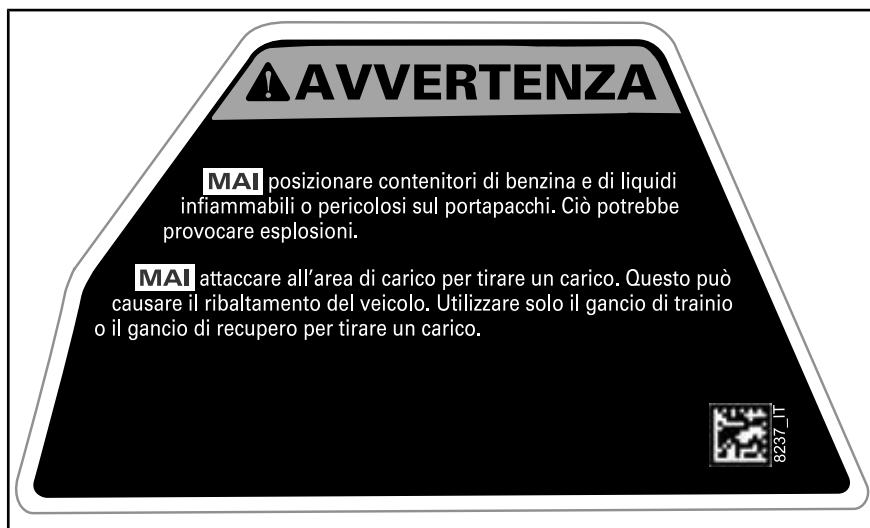 AVVERTENZA
MAI posizionare contenitori di benzina e di liquidi
infiammabili o pericolosi sul portapacchi. Ciò potrebbe
provocare esplosioni.
MAI attaccare all'area di carico per tirare un carico. Questo può
causare il ribaltamento del veicolo. Utilizzare solo il gancio di trainio
o il gancio di recupero per tirare un carico.
8237_IT